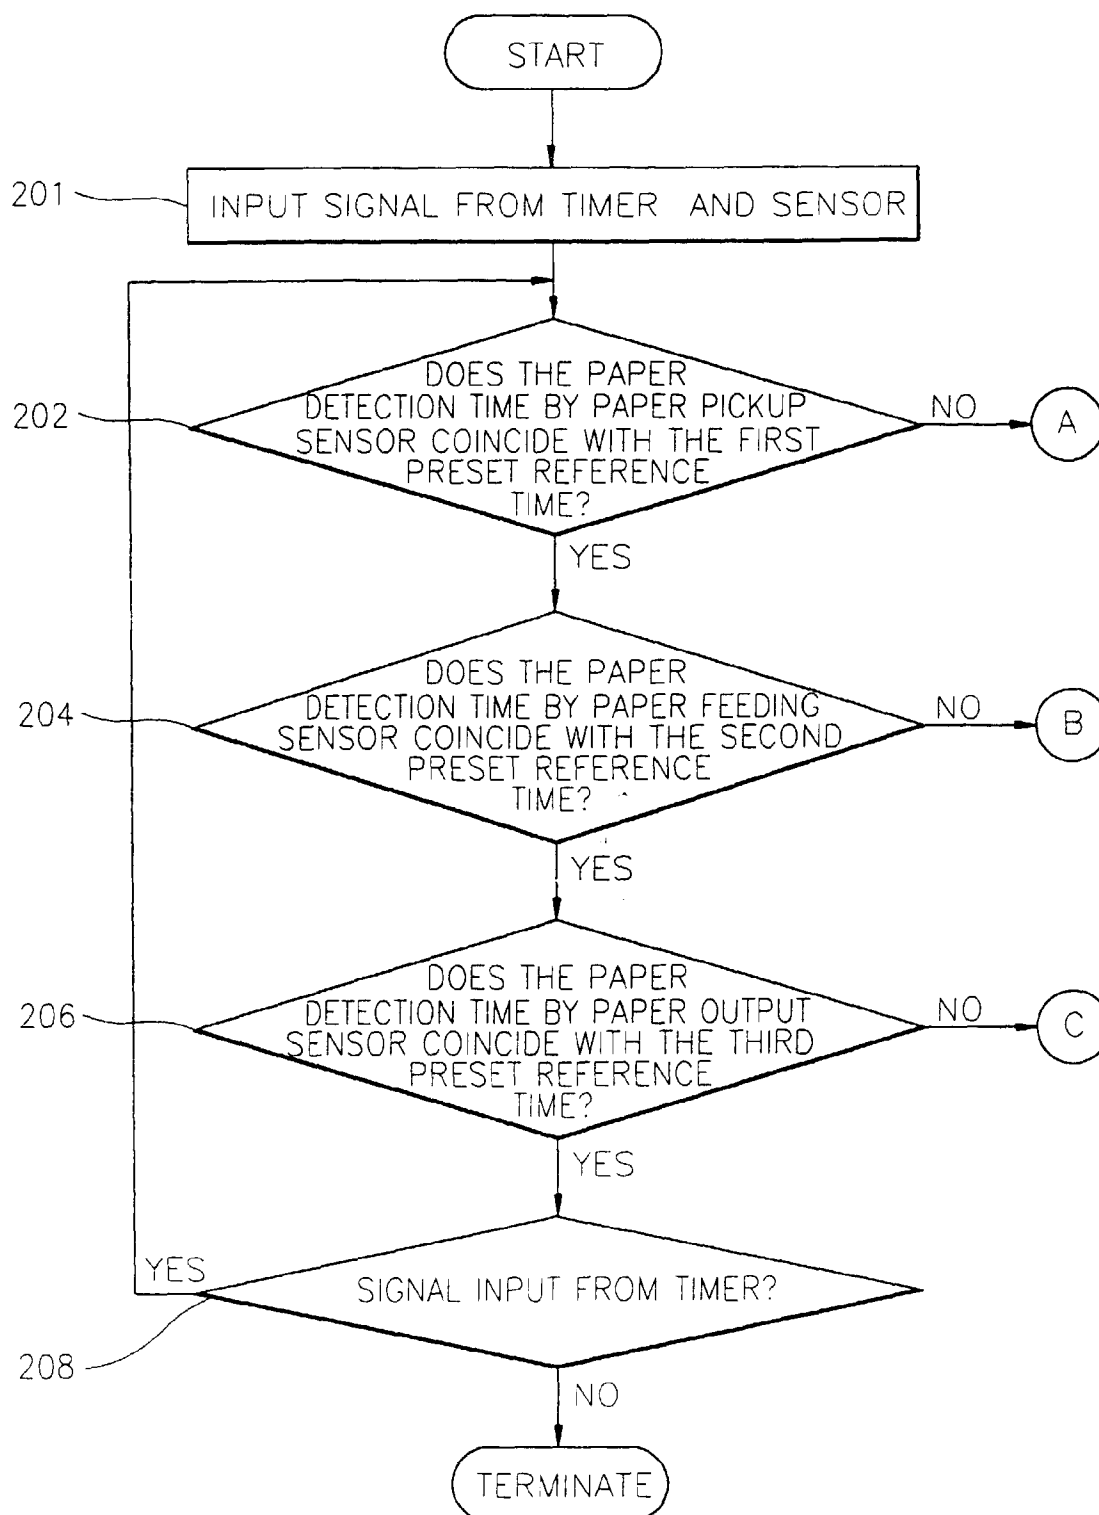 START
201
INPUT SIGNAL FROM TIMER AND SENSOR
202
DOES THE PAPER
DETECTION TIME BY PAPER PICKUP
SENSOR COINCIDE WITH THE FIRST
PRESET REFERENCE
TIME?
NO
A
YES
204
DOES THE PAPER
DETECTION TIME BY PAPER FEEDING
SENSOR COINCIDE WITH THE SECOND
PRESET REFERENCE
TIME?
NO
B
YES
206
DOES THE PAPER
DETECTION TIME BY PAPER OUTPUT
SENSOR COINCIDE WITH THE THIRD
PRESET REFERENCE
TIME?
NO
C
YES
YES
SIGNAL INPUT FROM TIMER?
208
NO
TERMINATE